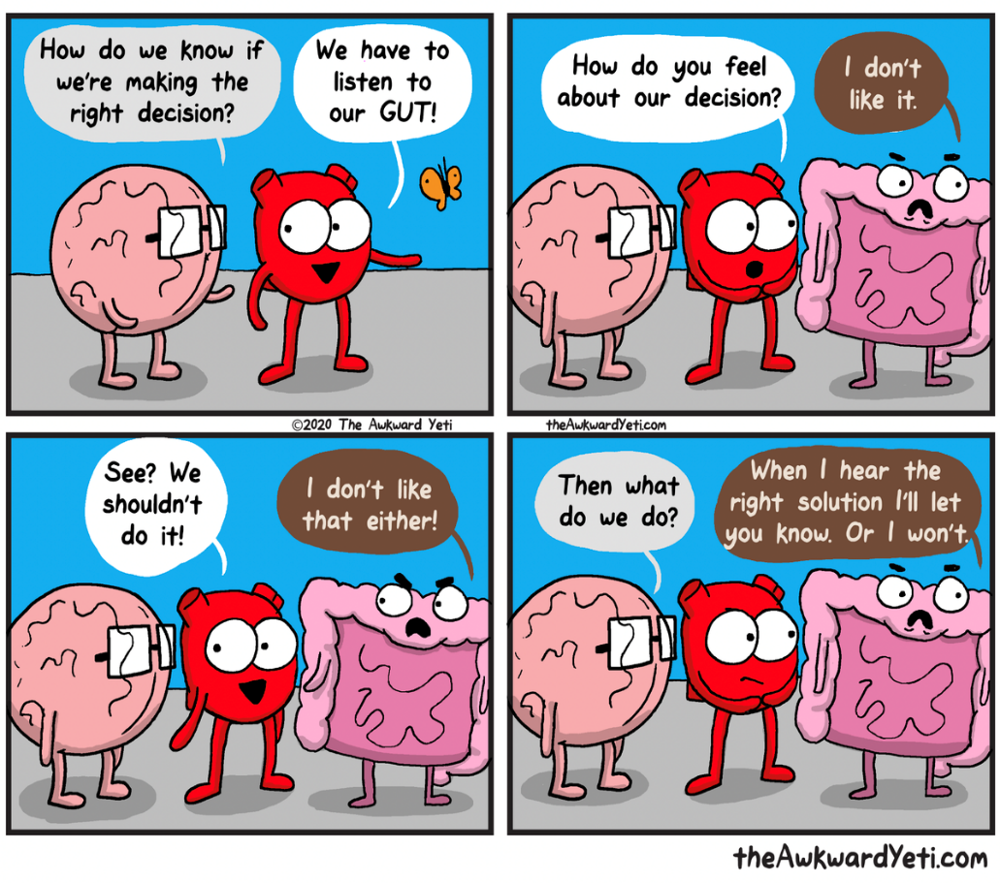 How do we know if
we're making the
right decision?
We have to
listen to
our GUT!
How do you feel
about our decision?
I don't
like it.
©2020 The Awkward Yeti
theAwkwardYeti.com
See? We
shouldn't
do it!
I don't like
that either!
Then what
do we do?
When I hear the
right solution I'll let
you know. Or I won't.
theAwkwardYeti.com